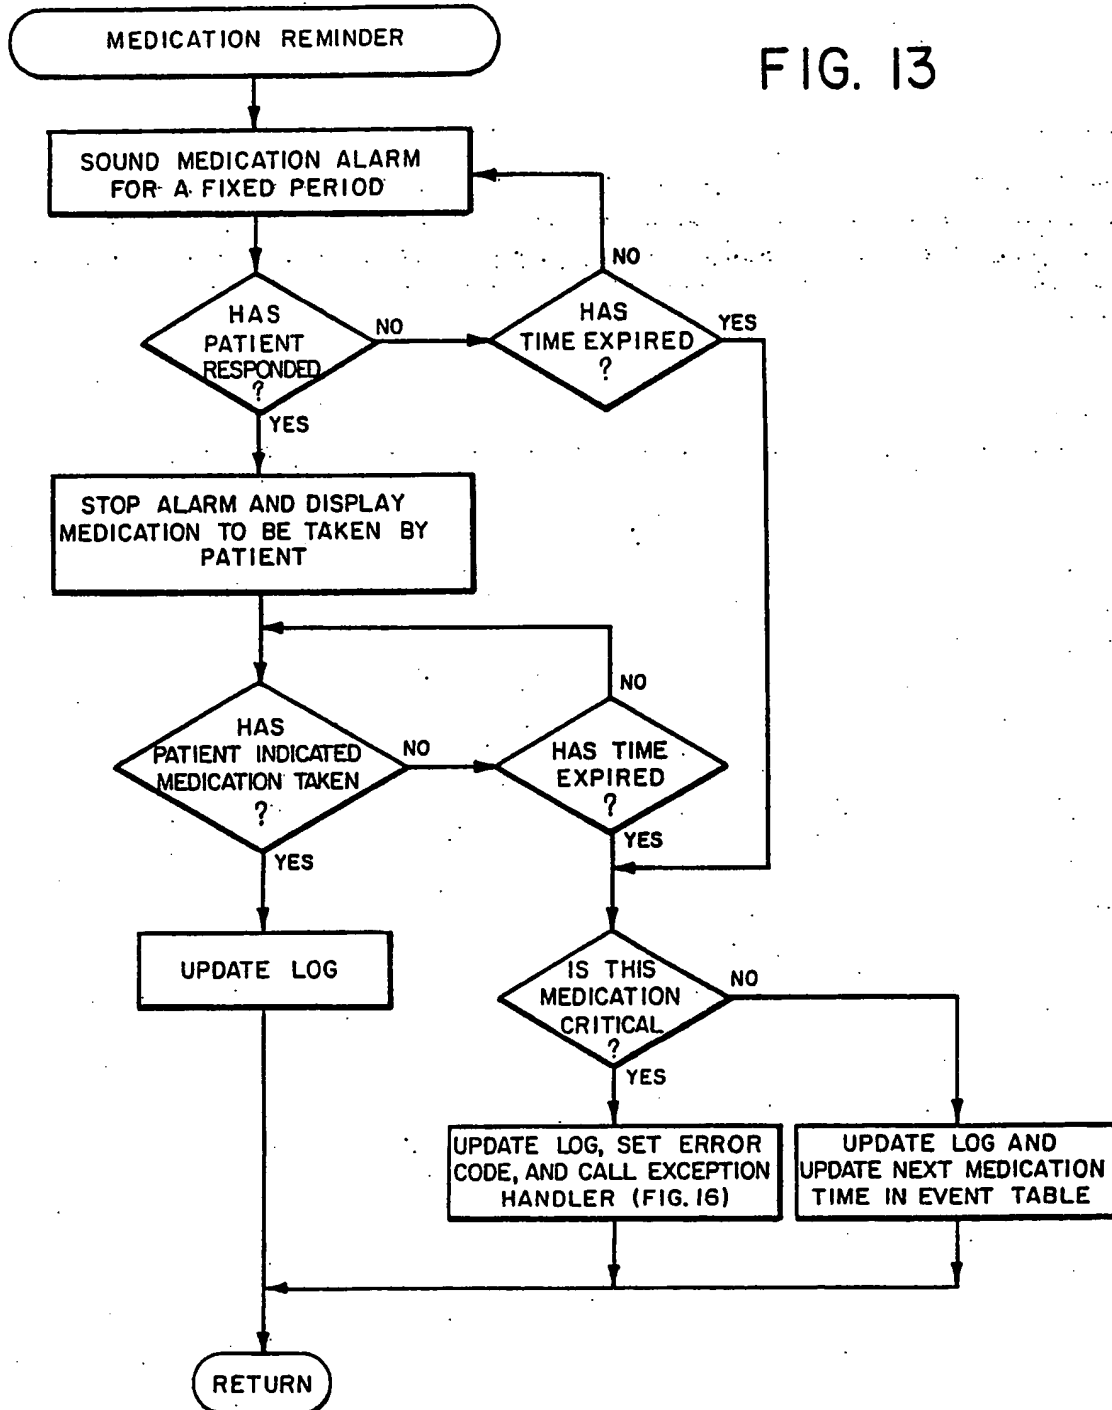 MEDICATION REMINDER
FIG. 13
SOUND MEDICATION ALARM
FOR A FIXED PERIOD
NO
HAS
PATIENT
RESPONDED
?
NO
HAS
TIME EXPIRED
?
YES
YES
STOP ALARM AND DISPLAY
MEDICATION TO BE TAKEN BY
PATIENT
NO
HAS
PATIENT INDICATED
MEDICATION TAKEN
?
NO
HAS TIME
EXPIRED
?
YES
YES
UPDATE LOG
IS THIS
MEDICATION
CRITICAL
?
NO
YES
UPDATE LOG, SET ERROR
CODE, AND CALL EXCEPTION
HANDLER (FIG. 16)
UPDATE LOG AND
UPDATE NEXT MEDICATION
TIME IN EVENT TABLE
RETURN